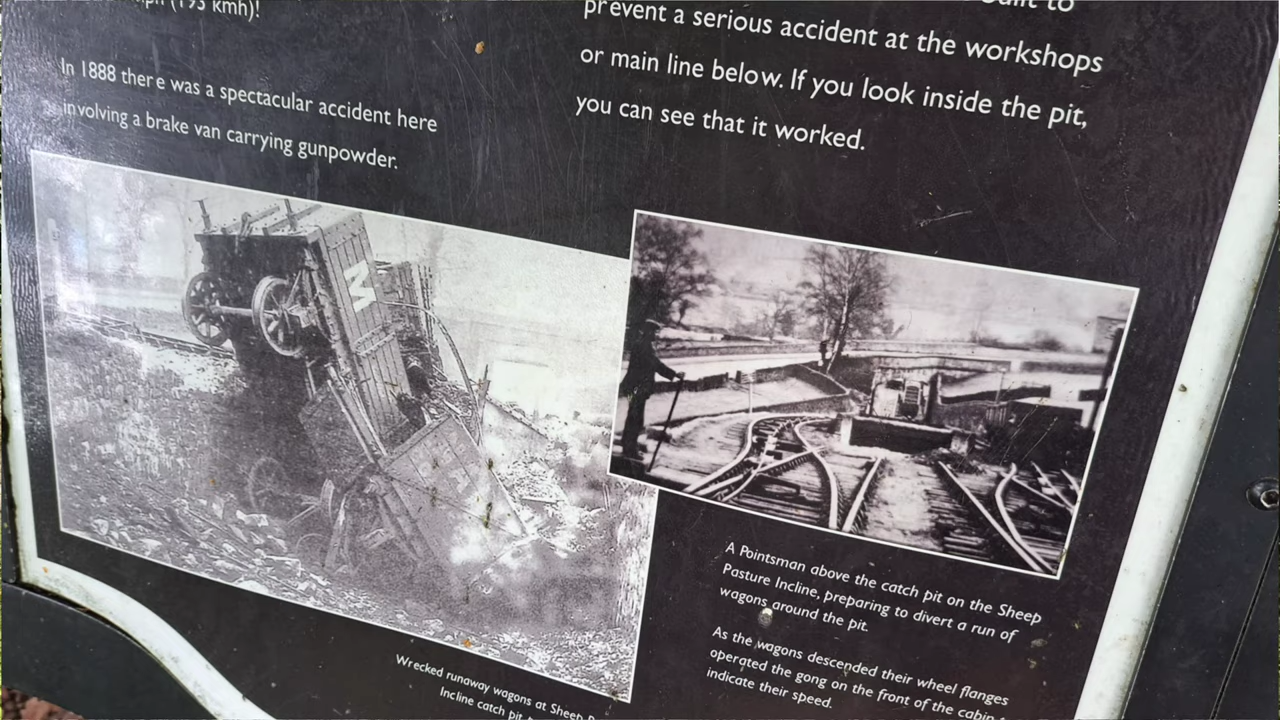 (193 kmh)!
In 1888 there was a spectacular accident here
involving a brake van carrying gunpowder.
to
prevent a serious accident at the workshops
or main line below. If you look inside the pit,
you can see that it worked.
M
A Pointsman above the catch pit on the Sheep
Pasture Incline, preparing to divert a run of
wagons around the pit.
As the wagons descended their wheel flanges
operated the gong on the front of the cabin
indicate their speed.
Wrecked runaway wagons at Sheep
Incline catch pit